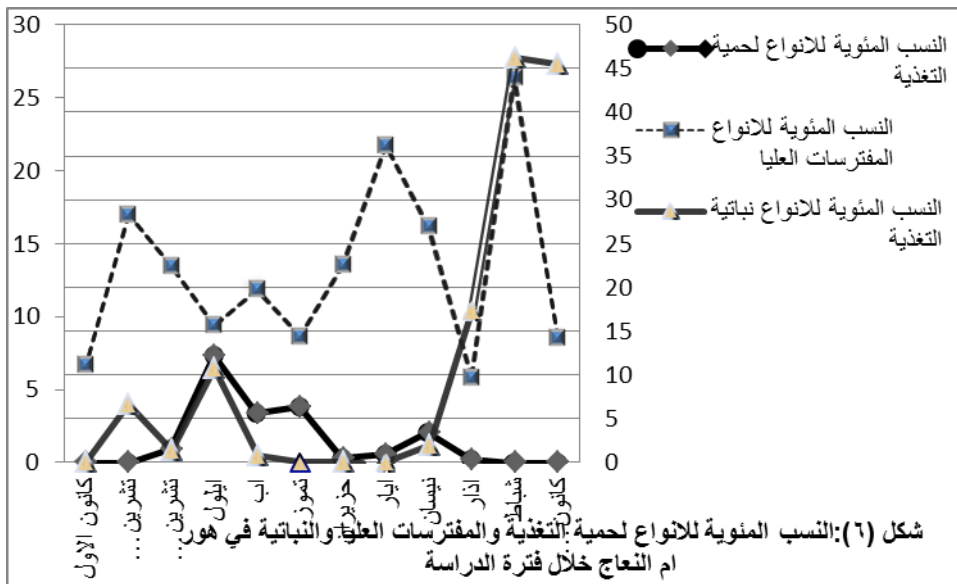 30
25
20
15
10
5
0
50
45
40
35
30
25
20
15
10
5
0
النسب المئوية للانواع لحمية
التغذية
النسب المئوية للانواع
المفترسات العليا
النسب المئوية للانواع نباتية
التغذية
كانون الاول
تشرين...
تشرين...
ايلول
اب
تموز
حزيران
ايار
نيسان
اذار
شباط
كانون...
شكل (٦):النسب المئوية للانواع لحمية التغذية والمفترسات العليا والنباتية في هور
ام النعاج خلال فترة الدراسة